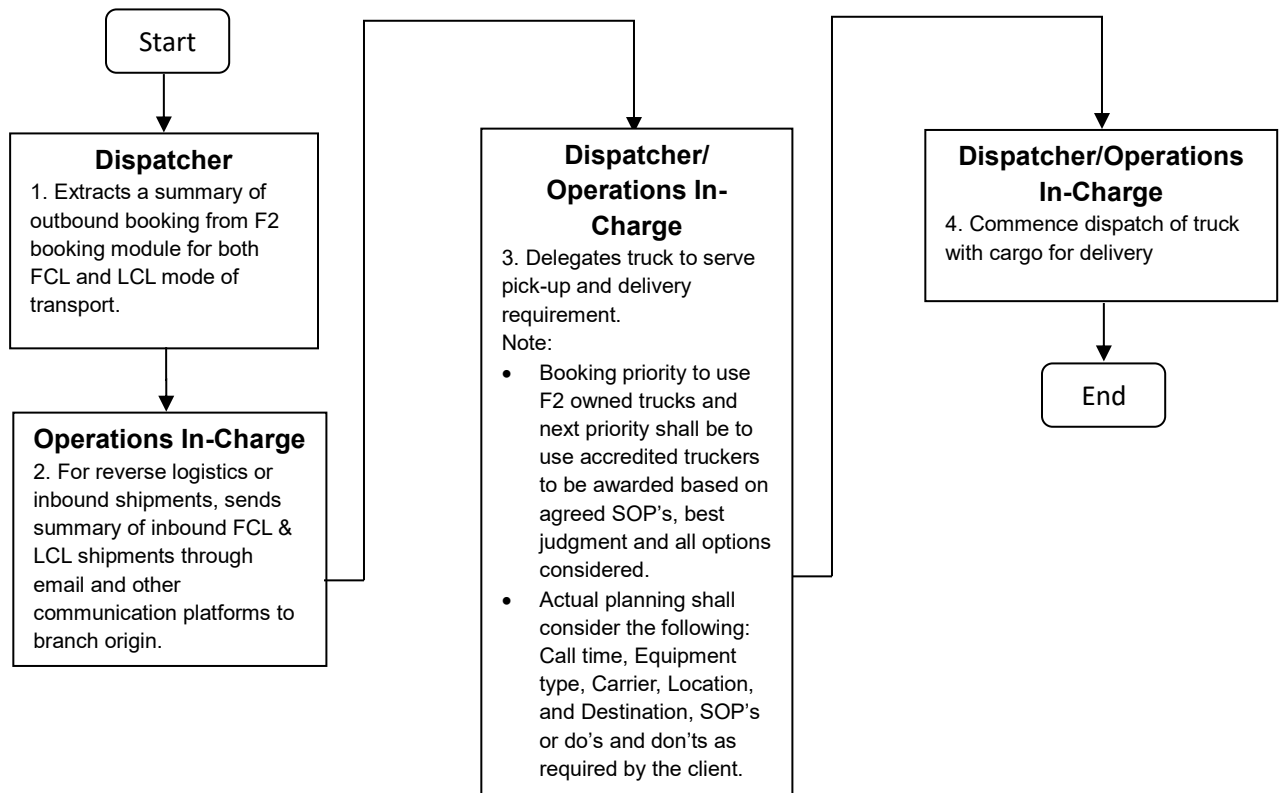 Start
Dispatcher
1. Extracts a summary of
outbound booking from F2
booking module for both
FCL and LCL mode of
transport.
Operations In-Charge
2. For reverse logistics or
inbound shipments, sends
summary of inbound FCL &
LCL shipments through
email and other
communication platforms to
branch origin.
Dispatcher/
Operations In-
Charge
3. Delegates truck to serve
pick-up and delivery
requirement.
Note:
• Booking priority to use
F2 owned trucks and
next priority shall be to
use accredited truckers
to be awarded based on
agreed SOP’s, best
judgment and all options
considered.
• Actual planning shall
consider the following:
Call time, Equipment
type, Carrier, Location,
and Destination, SOP’s
or do’s and don’ts as
required by the client.
Dispatcher/Operations
In-Charge
4. Commence dispatch of truck
with cargo for delivery
End